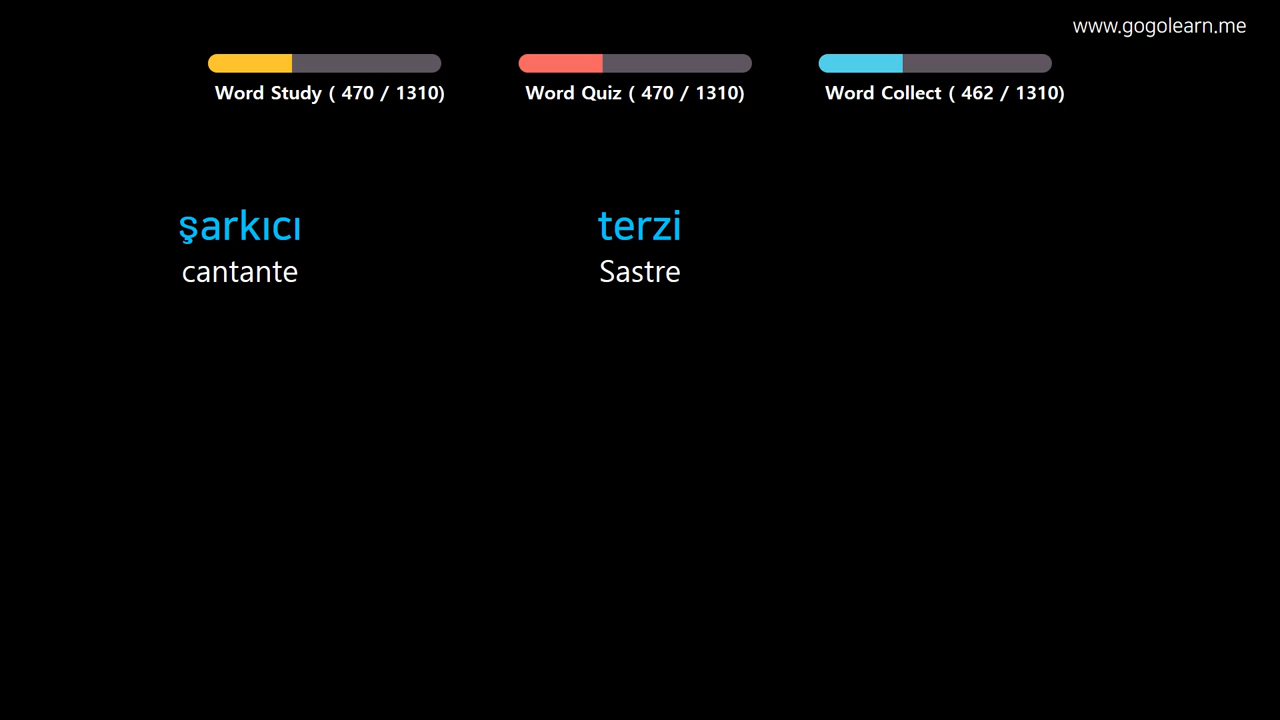 www.gogolearn.me
Word Study ( 470 / 1310)
Word Quiz ( 470 / 1310)
Word Collect ( 462 / 1310)
şarkıcı
cantante
terzi
Sastre